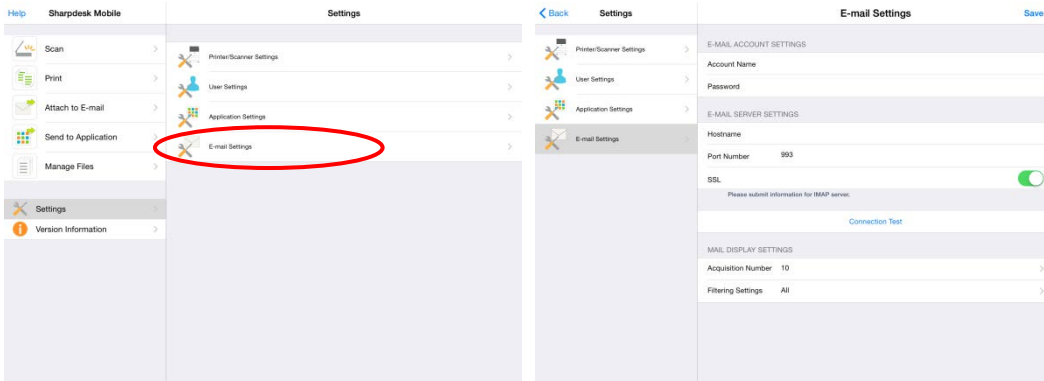 Help Sharpdesk Mobile
Scan
Print
Attach to E-mail
Send to Application
Manage Files
Settings
Version Information
Settings
Printer/Scanner Settings
User Settings
Application Settings
E-mail Settings
Back Settings
Printer/Scanner Settings
User Settings
Application Settings
E-mail Settings
E-mail Settings Save
E-MAIL ACCOUNT SETTINGS
Account Name
Password
E-MAIL SERVER SETTINGS
Hostname
Port Number 993
SSL
Please submit information for IMAP server.
Connection Test
MAIL DISPLAY SETTINGS
Acquisition Number 10
Filtering Settings All